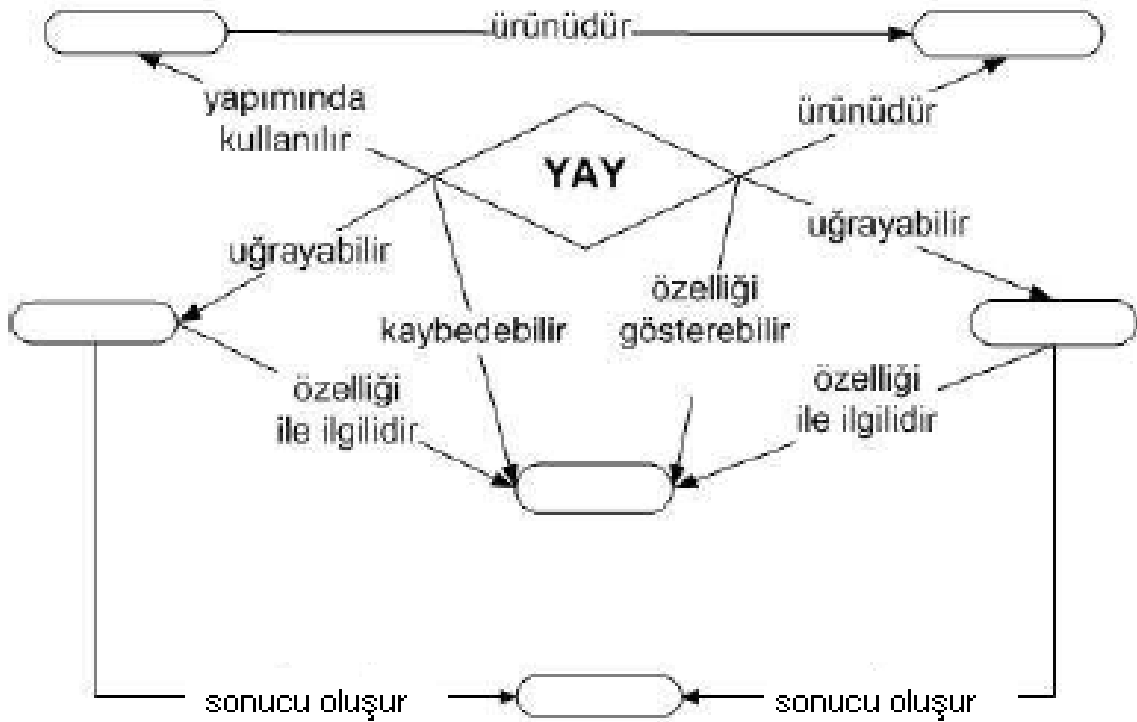 ürünüdür
yapımında
kullanılır
ürünüdür
YAY
uğrayabilir
uğrayabilir
kaybedebilir
özelliği
gösterebilir
özelliği
ile ilgilidir
özelliği
ile ilgilidir
sonucu oluşur
sonucu oluşur